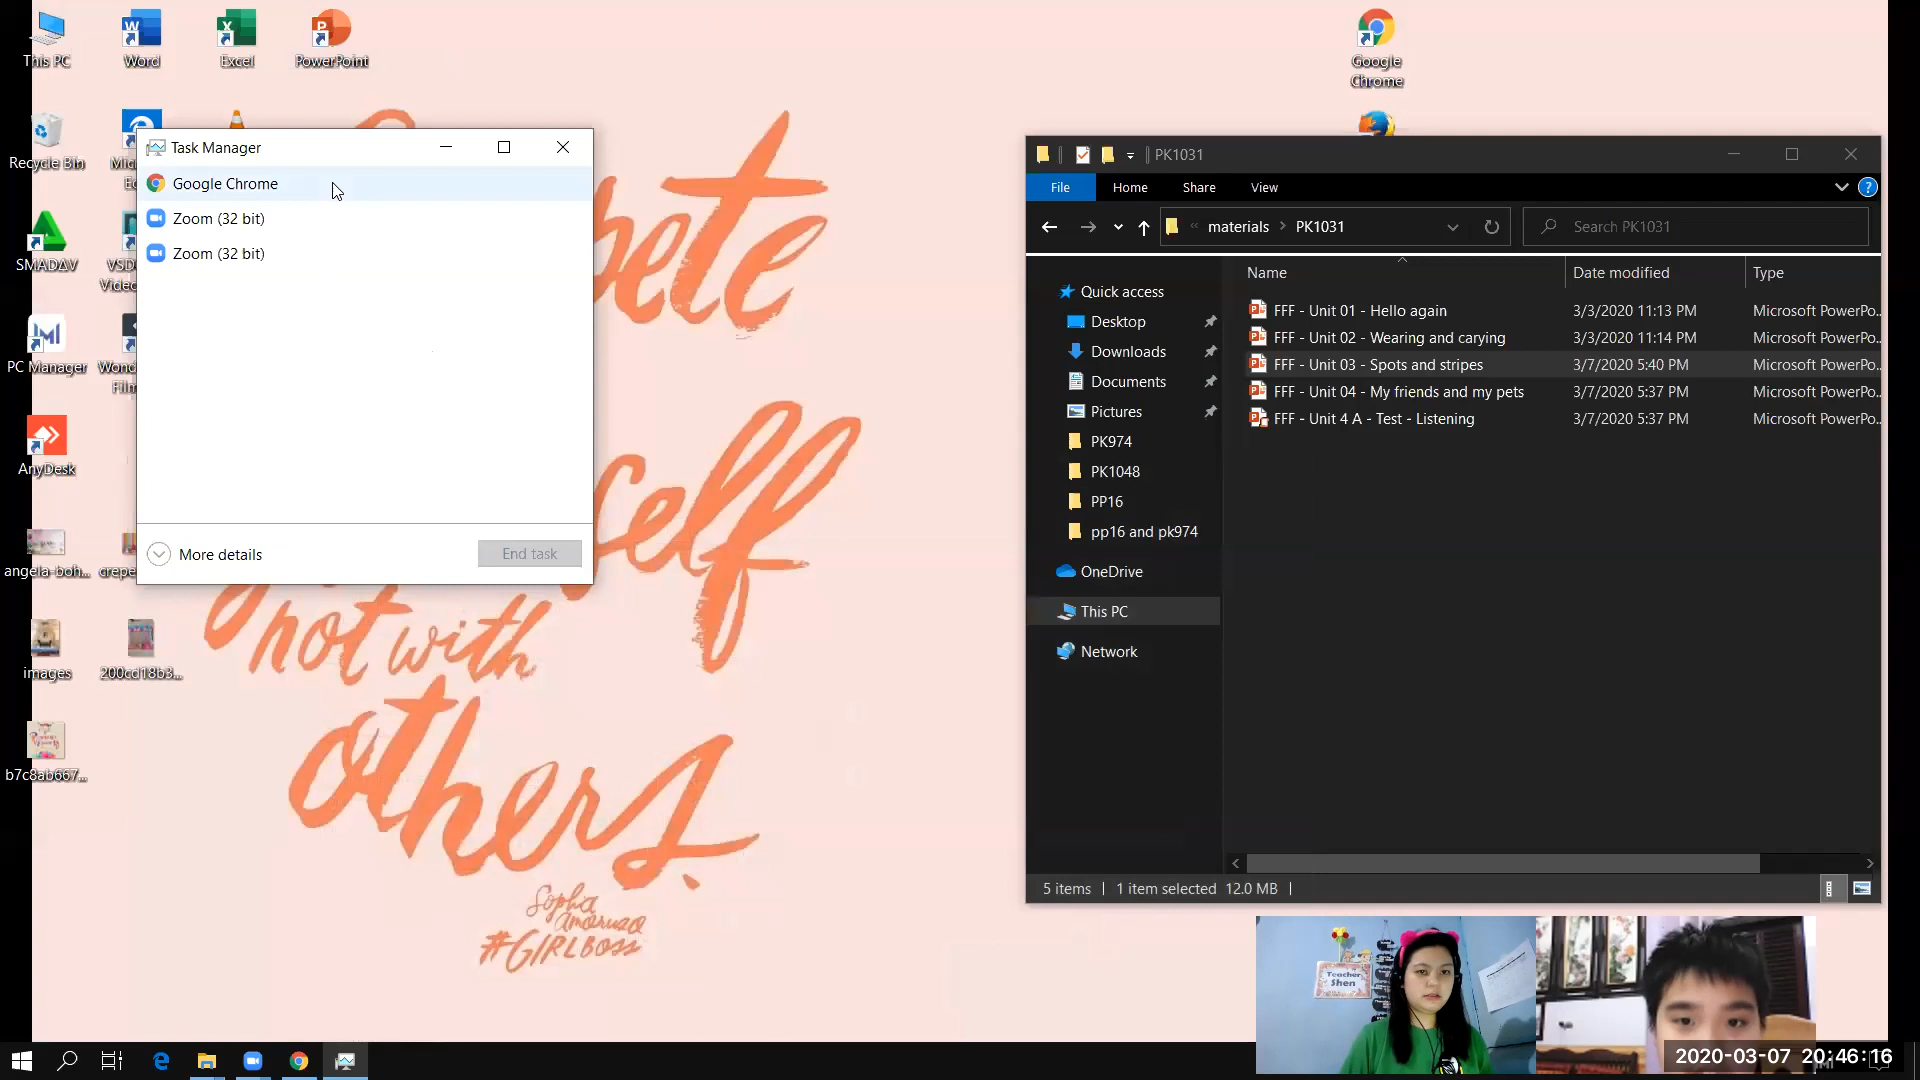 This PC
Word
Excel
PowerPoint
Google
Chrome
Recycle Bin
SMADAV
PC Manager
AnyDesk
angela-boh...
images
200cd18b3...
b7c8ab667...
Task Manager
Google Chrome
Zoom (32 bit)
Zoom (32 bit)
More details
End task
not with
others.
Sophia
Amoruso
#GIRLBOSS
PK1031
File Home Share View
materials PK1031
Search PK1031
Name Date modified Type
Quick access
Desktop
Downloads
Documents
Pictures
PK974
PK1048
PP16
pp16 and pk974
OneDrive
This PC
Network
FFF - Unit 01 - Hello again 3/3/2020 11:13 PM Microsoft PowerPo...
FFF - Unit 02 - Wearing and carying 3/3/2020 11:14 PM Microsoft PowerPo...
FFF - Unit 03 - Spots and stripes 3/7/2020 5:40 PM Microsoft PowerPo...
FFF - Unit 04 - My friends and my pets 3/7/2020 5:37 PM Microsoft PowerPo...
FFF - Unit 4 A - Test - Listening 3/7/2020 5:37 PM Microsoft PowerPo...
5 items 1 item selected 12.0 MB
Teacher
Shen
2020-03-07 20:46:16